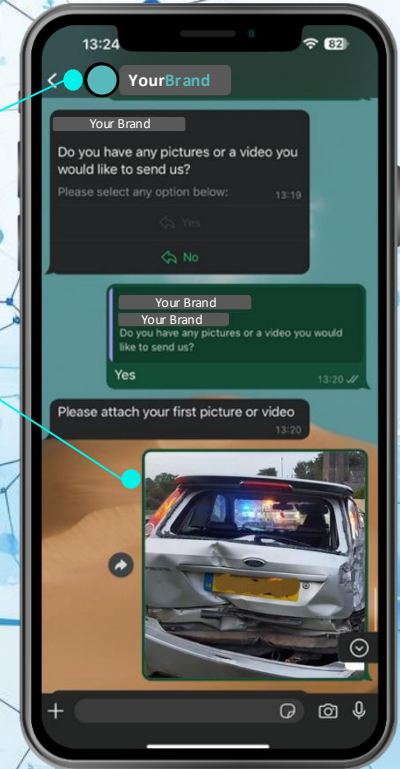 13:24
82
YourBrand
Your Brand
Do you have any pictures or a video you
would like to send us?
Please select any option below:
13:19
Yes
No
Your Brand
Your Brand
Do you have any pictures or a video you would
like to send us?
Yes
13:20
Please attach your first picture or video
13:20